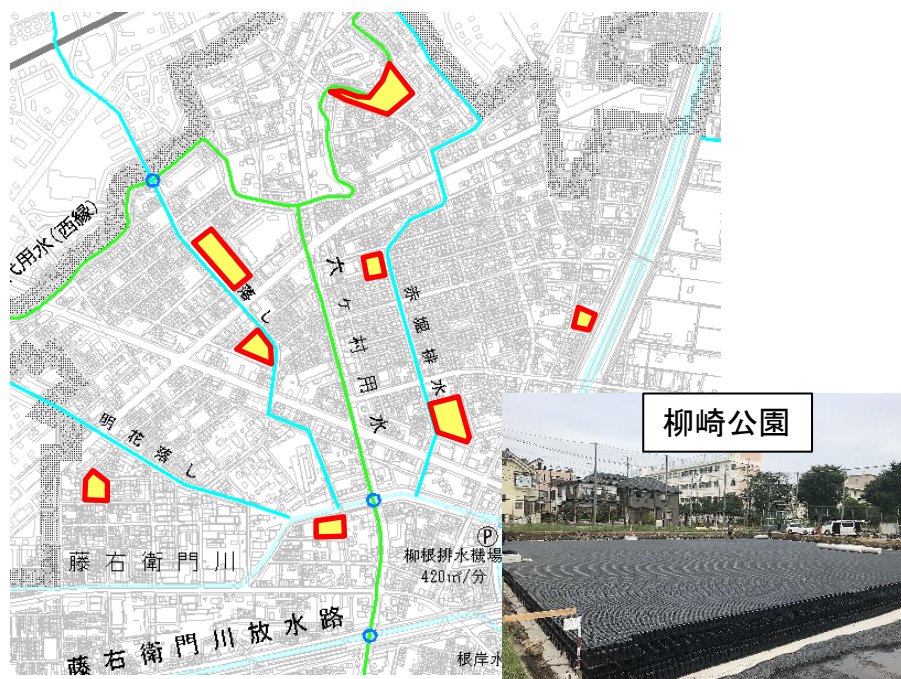 代用水(西縁)
落し
六ヶ村用水
赤堀排水
明花落し
柳崎公園
藤右衛門川
P
柳根排水機場
420㎥/分
藤右衛門川放水路
根岸水